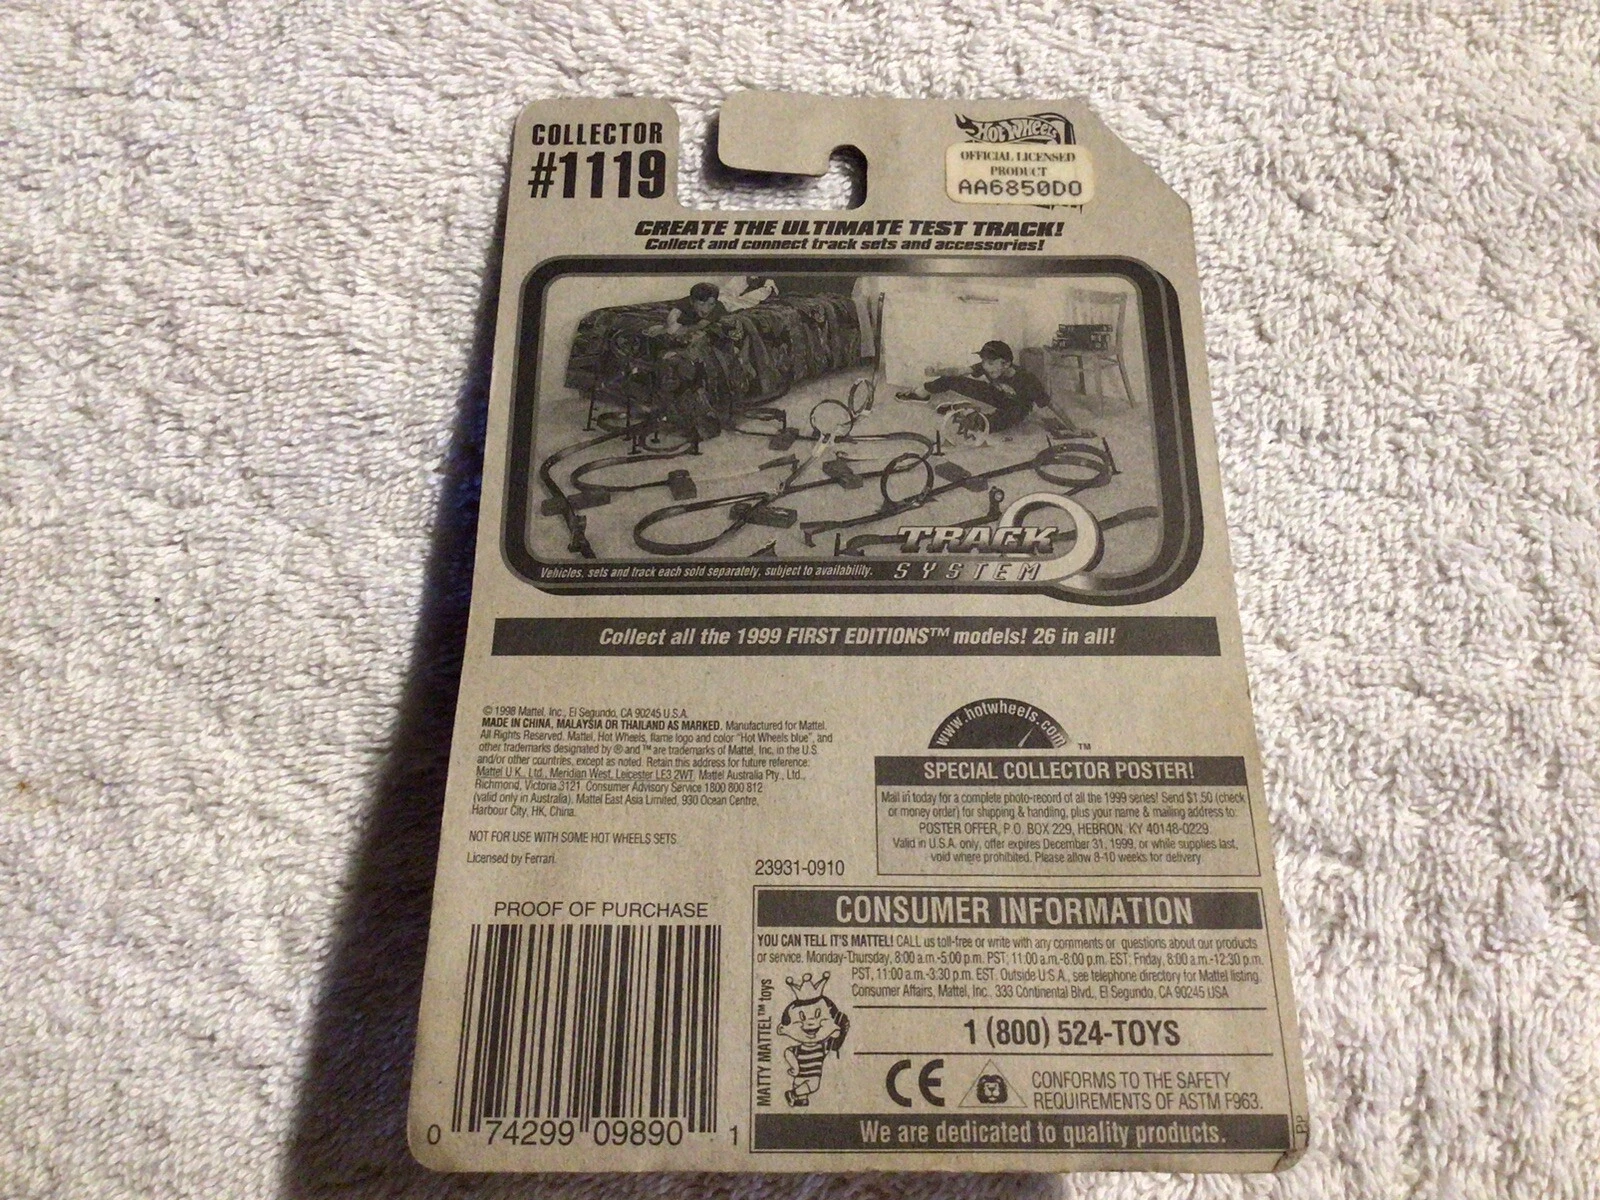 COLLECTOR
#1119
HOT WHEELS
OFFICIAL LICENSED
PRODUCT
AA6850DO
CREATE THE ULTIMATE TEST TRACK!
Collect and connect track sets and accessories!
TRACK
SYSTEM
Vehicles, sets and track each sold separately, subject to availability.
Collect all the 1999 FIRST EDITIONS™ models! 26 in all!
© 1998 Mattel, Inc., El Segundo, CA 90245 U.S.A.
MADE IN CHINA, MALAYSIA OR THAILAND AS MARKED. Manufactured for Mattel.
All Rights Reserved. Mattel, Hot Wheels, flame logo and color "Hot Wheels blue", and
other trademarks designated by ® and ™ are trademarks of Mattel, Inc. in the U.S.
and/or other countries, except as noted. Retain this address for future reference:
Mattel U.K. Ltd., Meridian West, Leicester LE3 2WT. Mattel Australia Pty., Ltd.,
Richmond, Victoria 3121. Consumer Advisory Service 1800 800 812
(valid only in Australia). Mattel East Asia Limited, 930 Ocean Centre,
Harbour City, HK, China.
NOT FOR USE WITH SOME HOT WHEELS SETS.
Licensed by Ferrari.
23931-0910
www.hotwheels.com
™
SPECIAL COLLECTOR POSTER!
Mail in today for a complete photo-record of all the 1999 series! Send $1.50 (check
or money order) for shipping & handling, plus your name & mailing address to:
POSTER OFFER, P.O. BOX 229, HEBRON, KY 40148-0229.
Valid in U.S.A. only, offer expires December 31, 1999, or while supplies last,
void where prohibited. Please allow 8-10 weeks for delivery.
PROOF OF PURCHASE
0 74299 09890 1
CONSUMER INFORMATION
YOU CAN TELL IT'S MATTEL! CALL us toll-free or write with any comments or questions about our products
or service. Monday-Thursday, 8:00 a.m.-5:00 p.m. PST, 11:00 a.m.-8:00 p.m. EST; Friday, 8:00 a.m.-12:30 p.m.
PST, 11:00 a.m.-3:30 p.m. EST. Outside U.S.A., see telephone directory for Mattel listing.
Consumer Affairs, Mattel, Inc., 333 Continental Blvd., El Segundo, CA 90245 USA
MATTY MATTEL™ toys
1 (800) 524-TOYS
CE
CONFORMS TO THE SAFETY
REQUIREMENTS OF ASTM F963.
We are dedicated to quality products.